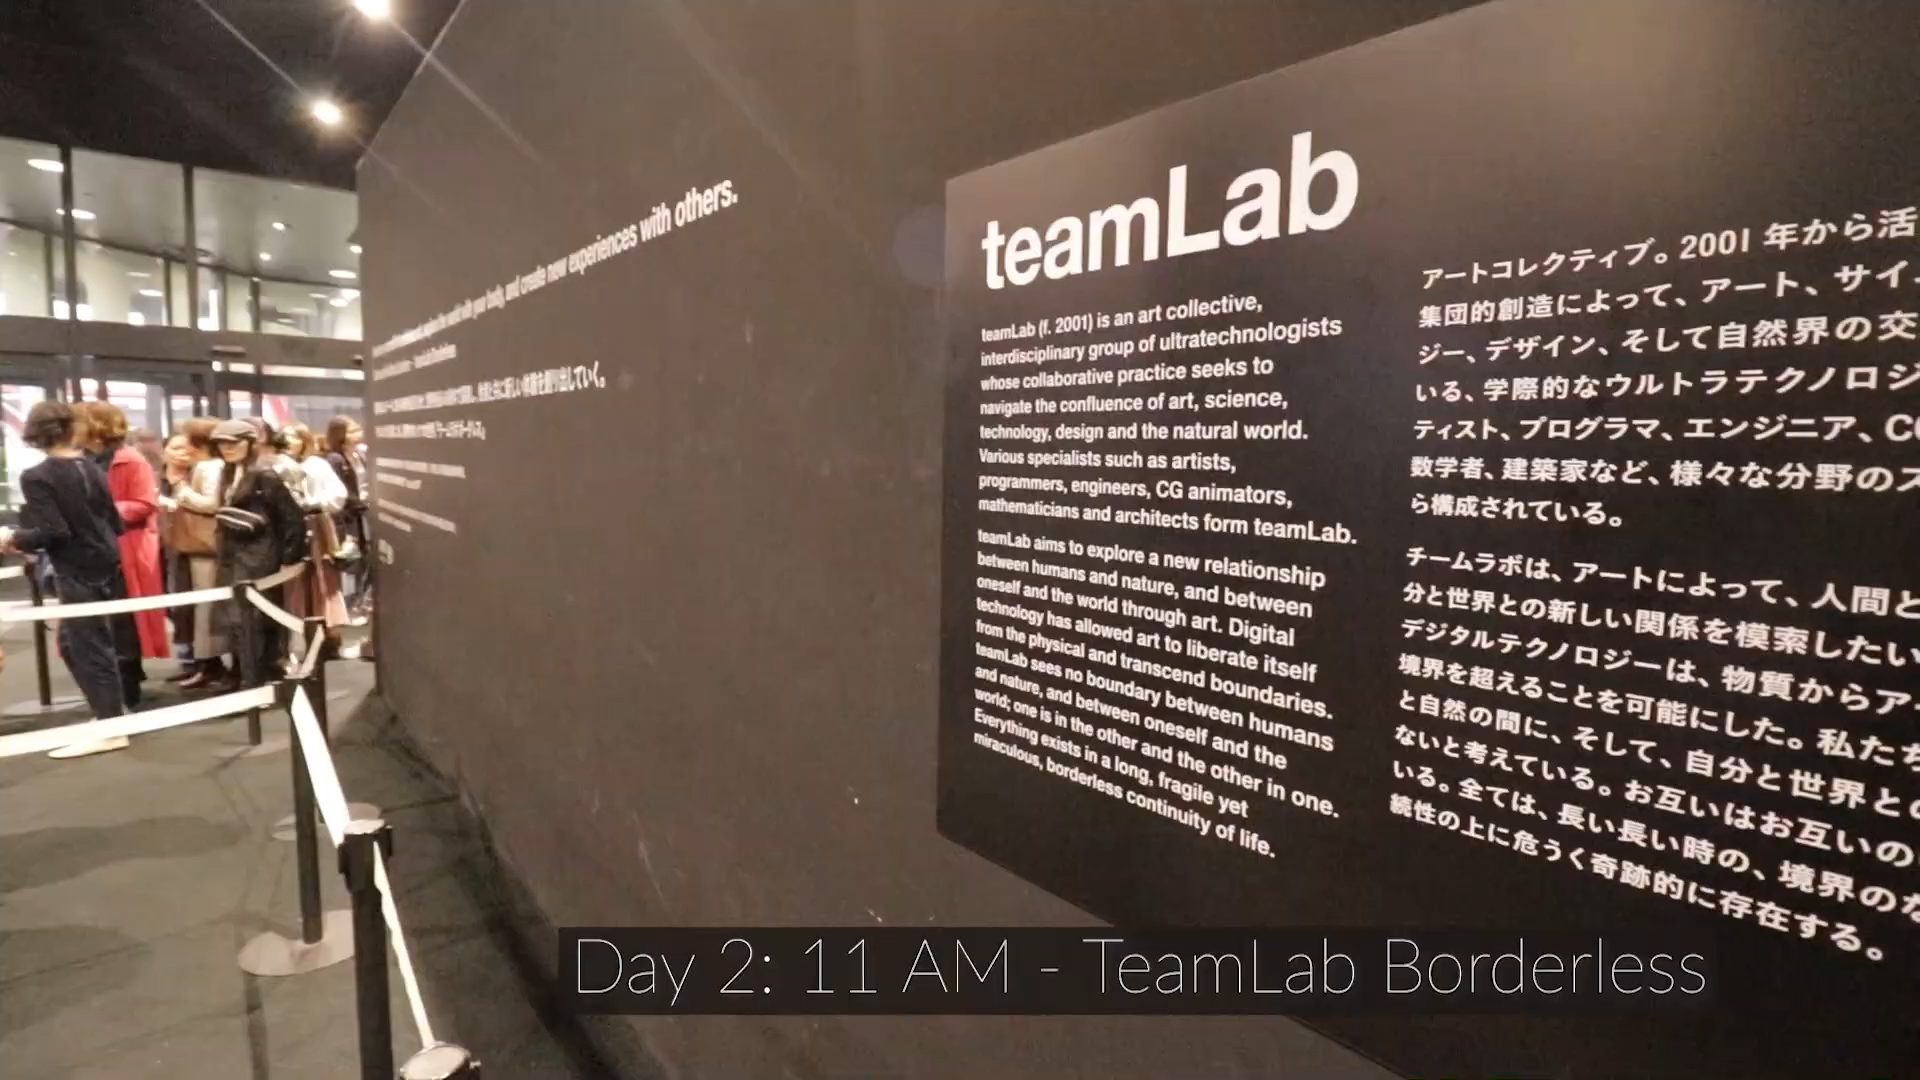 and create new experiences with others.
teamLab
teamLab (f. 2001) is an art collective,
interdisciplinary group of ultratechnologists
whose collaborative practice seeks to
navigate the confluence of art, science,
technology, design and the natural world.
Various specialists such as artists,
programmers, engineers, CG animators,
mathematicians and architects form teamLab.
teamLab aims to explore a new relationship
between humans and nature, and between
oneself and the world through art. Digital
technology has allowed art to liberate itself
from the physical and transcend boundaries.
teamLab sees no boundary between humans
and nature, and between oneself and the
world; one is in the other and the other in one.
Everything exists in a long, fragile yet
miraculous, borderless continuity of life.
アートコレクティブ。2001 年から活
集団的創造によって、アート、サイ
ジー、デザイン、そして自然界の交
いる、学際的なウルトラテクノロジ
ティスト、プログラマ、エンジニア、C
数学者、建築家など、様々な分野のス
ら構成されている。
チームラボは、アートによって、人間と
分と世界との新しい関係を模索したい
デジタルテクノロジーは、物質からア
境界を超えることを可能にした。私たち
と自然の間に、そして、自分と世界と
ないと考えている。お互いはお互いの
いる。全ては、長い長い時の、境界のな
続性の上に危うく奇跡的に存在する。
Day 2: 11 AM - TeamLab Borderless